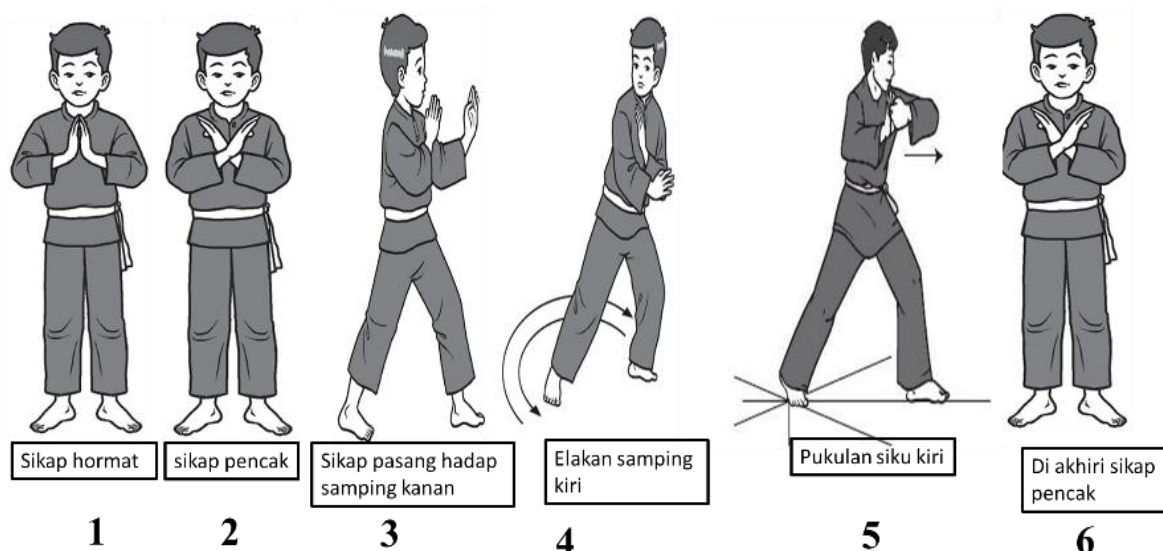 Sikap hormat
sikap pencak
Sikap pasang hadap
samping kanan
Elakan samping
kiri
Pukulan siku kiri
Di akhiri sikap
pencak
1
2
3
4
5
6